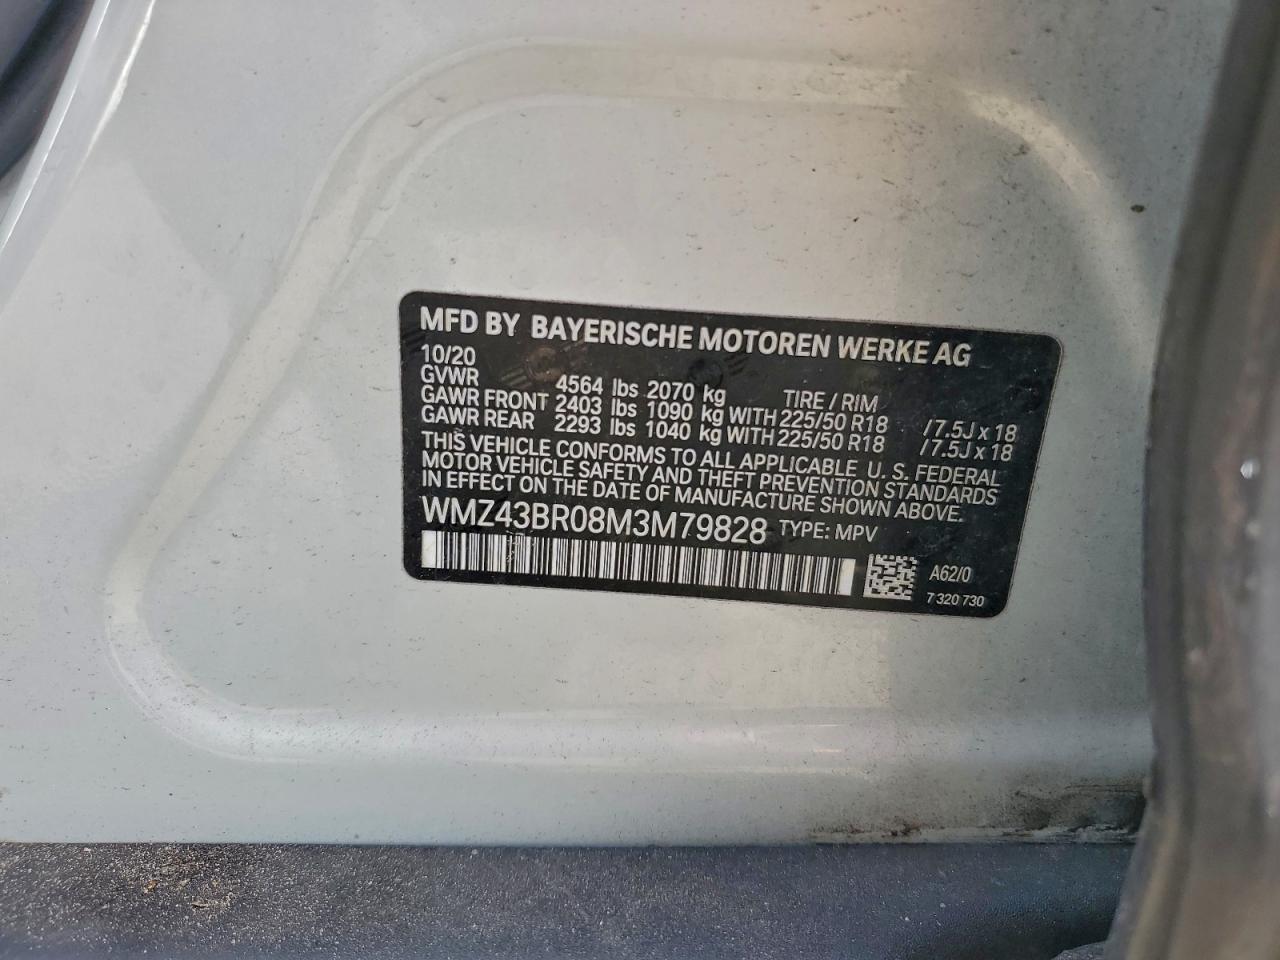 MFD BY BAYERISCHE MOTOREN WERKE AG
10/20
GVWR 4564 lbs 2070 kg TIRE / RIM
GAWR FRONT 2403 lbs 1090 kg WITH 225/50 R18 /7.5J x 18
GAWR REAR 2293 lbs 1040 kg WITH 225/50 R18 /7.5J x 18
THIS VEHICLE CONFORMS TO ALL APPLICABLE U. S. FEDERAL
MOTOR VEHICLE SAFETY AND THEFT PREVENTION STANDARDS
IN EFFECT ON THE DATE OF MANUFACTURE SHOWN ABOVE.
WMZ43BR08M3M79828 TYPE: MPV
A62/0
7 320 730